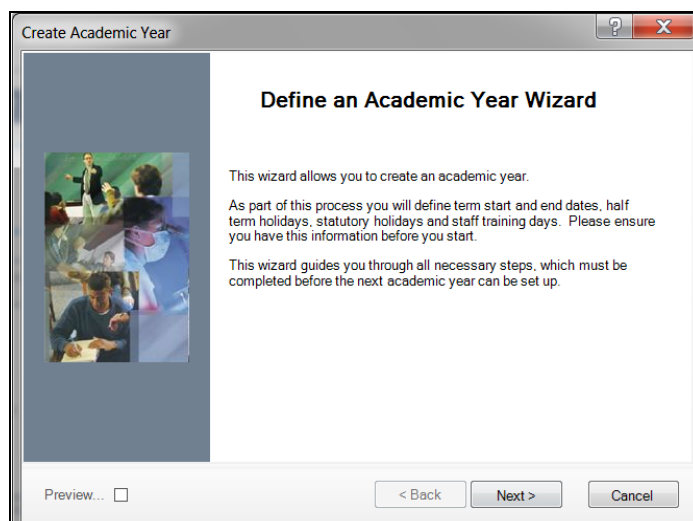 Create Academic Year
Define an Academic Year Wizard
This wizard allows you to create an academic year.
As part of this process you will define term start and end dates, half
term holidays, statutory holidays and staff training days. Please ensure
you have this information before you start.
This wizard guides you through all necessary steps, which must be
completed before the next academic year can be set up.
Preview... < Back Next > Cancel